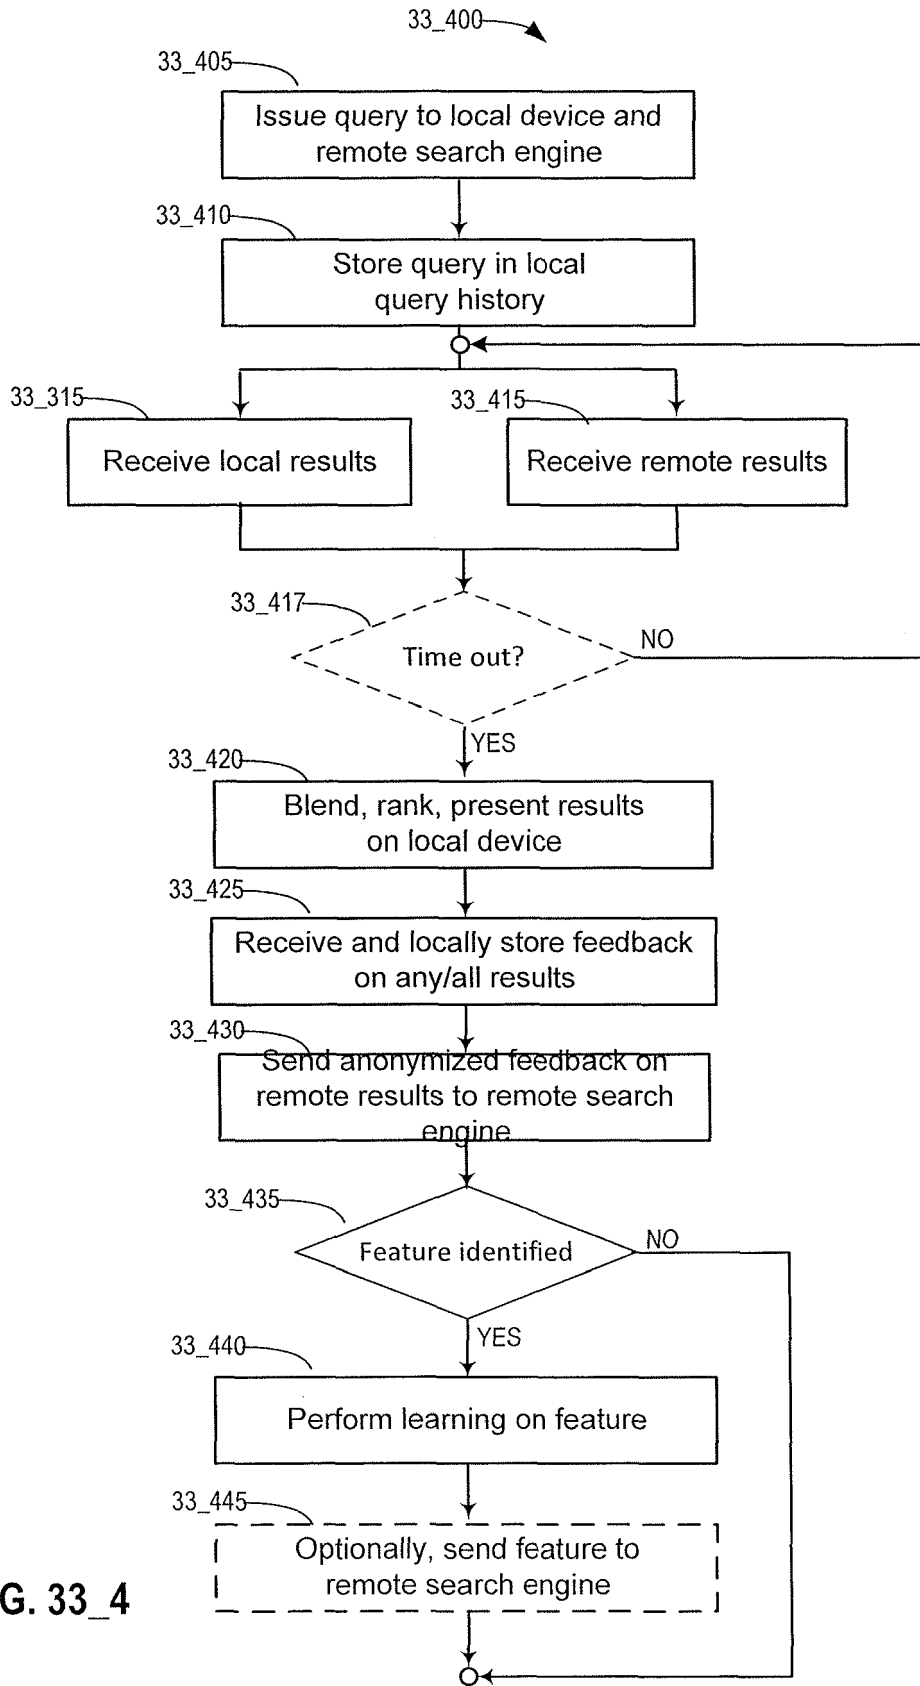 33_400
33_405
Issue query to local device and
remote search engine
33_410
Store query in local
query history
33_315
33_415
Receive local results
Receive remote results
33_417
Time out?
NO
YES
33_420
Blend, rank, present results
on local device
33_425
Receive and locally store feedback
on any/all results
33_430
Send anonymized feedback on
remote results to remote search
engine
33_435
Feature identified
NO
YES
33_440
Perform learning on feature
33_445
Optionally, send feature to
remote search engine
G. 33_4